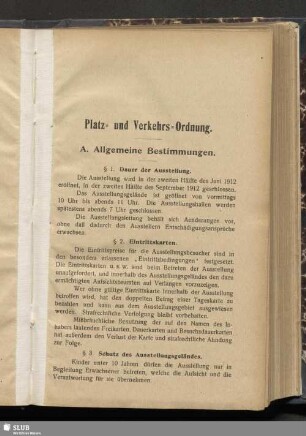 Platz- und Verkehrs-Ordnung.
A. Allgemeine Bestimmungen.
§ 1. Dauer der Ausstellung.
Die Ausstellung wird in der zweiten Hälfte des Juni 1912
eröffnet, in der zweiten Hälfte des September 1912 geschlossen.
Das Ausstellungsgelände ist geöffnet von vormittags
10 Uhr bis abends 11 Uhr. Die Ausstellungshallen werden
spätestens abends 7 Uhr geschlossen.
Die Ausstellungsleitung behält sich Aenderungen vor,
ohne daß dadurch den Ausstellern Entschädigungsansprüche
erwachsen.
§ 2. Eintrittskarten.
Die Eintrittspreise für die Ausstellungsbesucher sind in
den besonders erlassenen „Eintrittsbedingungen“ festgesetzt.
Die Eintrittskarten u. s. w. sind beim Betreten der Ausstellung
unaufgefordert, und innerhalb des Ausstellungsgeländes den dazu
ermächtigten Aufsichtsbeamten auf Verlangen vorzuzeigen.
Wer ohne gültige Eintrittskarte innerhalb der Ausstellung
betroffen wird, hat den doppelten Betrag einer Tageskarte zu
bezahlen und kann aus dem Ausstellungsgebiet ausgewiesen
werden. Strafrechtliche Verfolgung bleibt vorbehalten.
Mißbräuchliche Benutzung der auf den Namen des In-
habers lautenden Freikarten, Dauerkarten und Bewerbezusatzkarten
hat außerdem den Verlust der Karte und strafrechtliche Ahndung
zur Folge.
§ 3. Schutz des Ausstellungsgeländes.
Kinder unter 10 Jahren dürfen die Ausstellung nur in
Begleitung Erwachsener betreten, welche die Aufsicht und die
Verantwortung für sie übernehmen.
SLUB